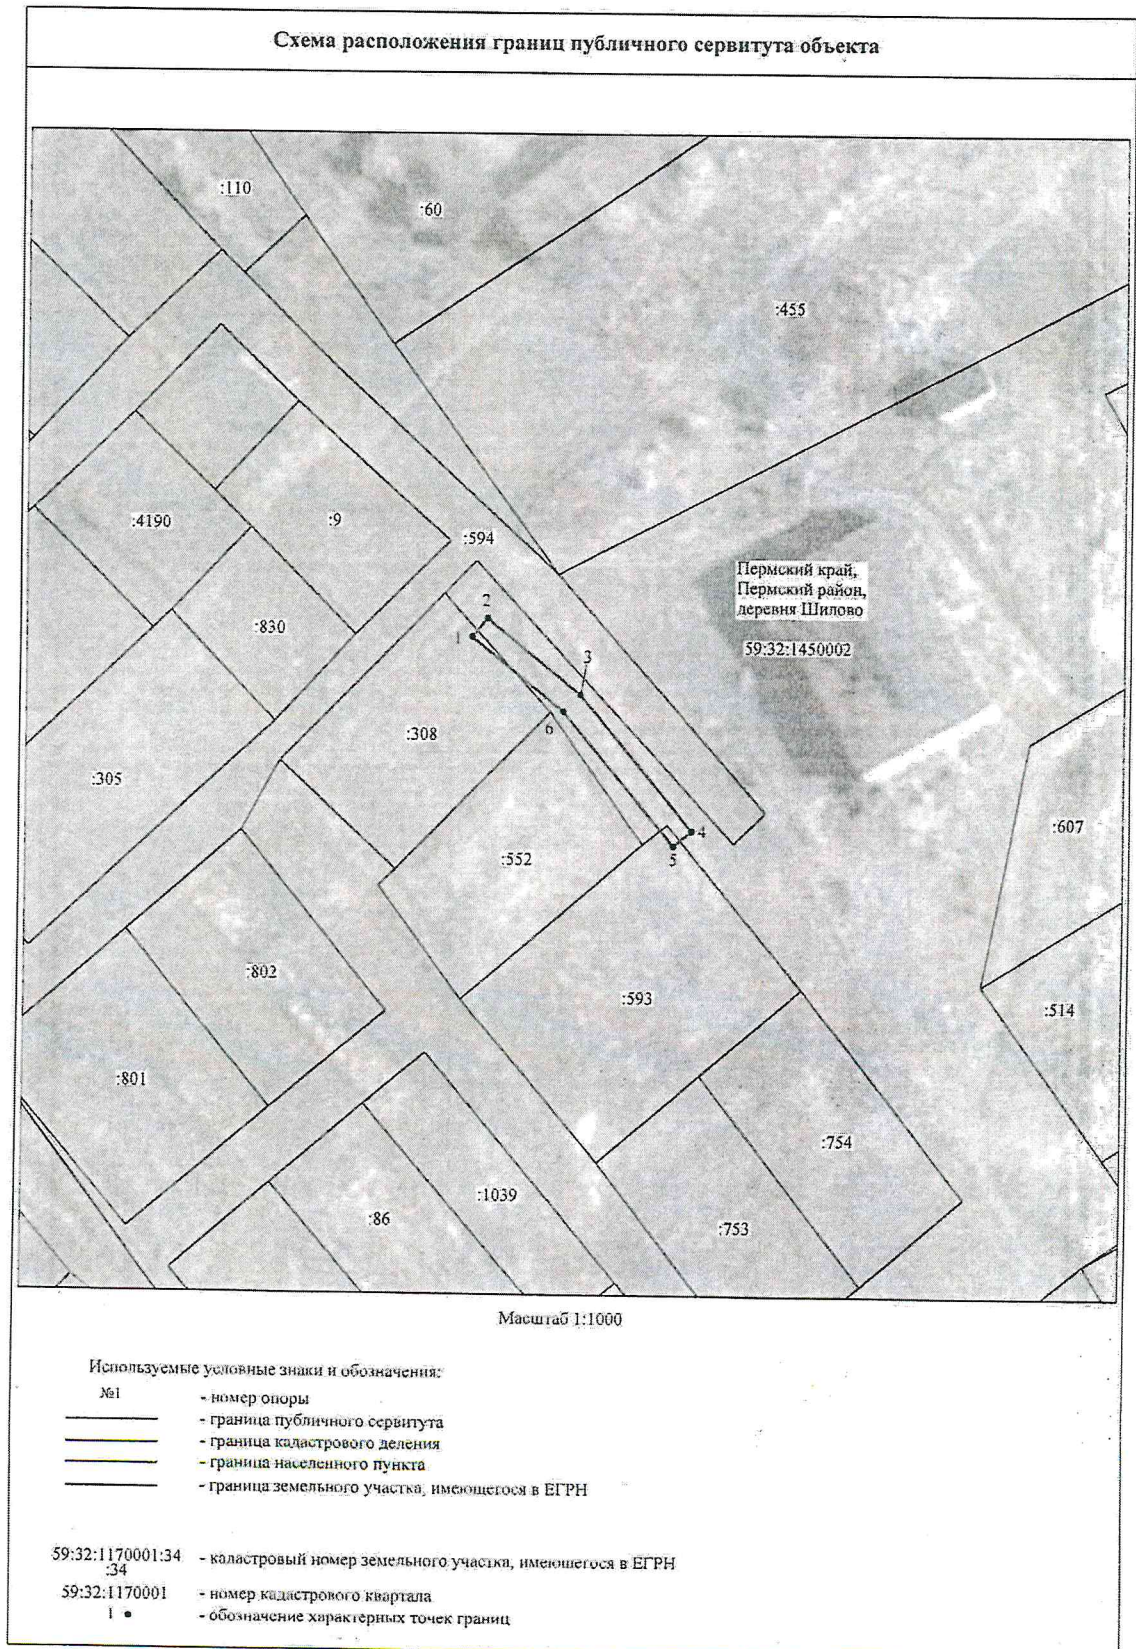 Схема расположения границ публичного сервитута объекта
:110
:60
:455
:4190
:9
:594
Пермский край,
Пермский район,
деревня Шилово
59:32:1450002
2
:830
1
3
:308
6
:305
4
:607
5
:552
:802
:593
:514
:801
:754
:1039
:86
:753
Масштаб 1:1000
Используемые условные знаки и обозначения:
№1 - номер опоры
- граница публичного сервитута
- граница кадастрового деления
- граница населенного пункта
- граница земельного участка, имеющегося в ЕГРН
59:32:1170001:34 - кадастровый номер земельного участка, имеющегося в ЕГРН
:34
59:32:1170001 - номер кадастрового квартала
1 - обозначение характерных точек границ